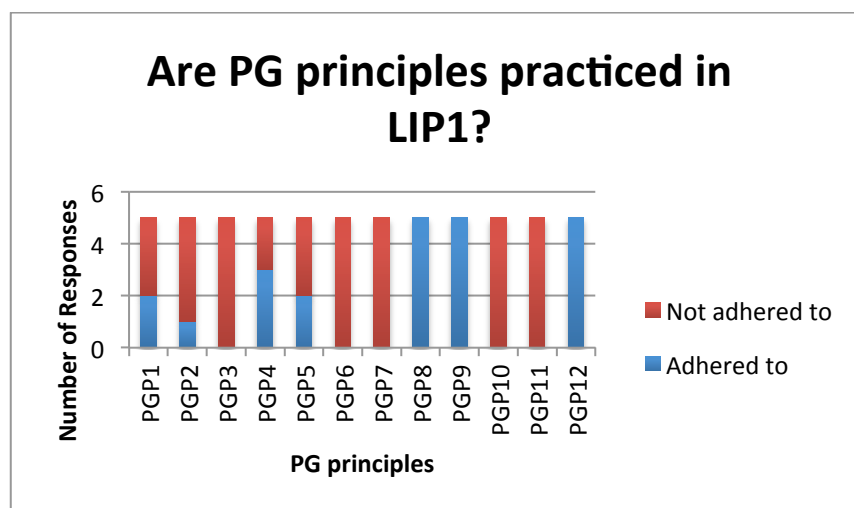 Are PG principles practiced in
LIP1?
Number of Responses
6
4
2
0
PGP1
PGP2
PGP3
PGP4
PGP5
PGP6
PGP7
PGP8
PGP9
PGP10
PGP11
PGP12
PG principles
Not adhered to
Adhered to